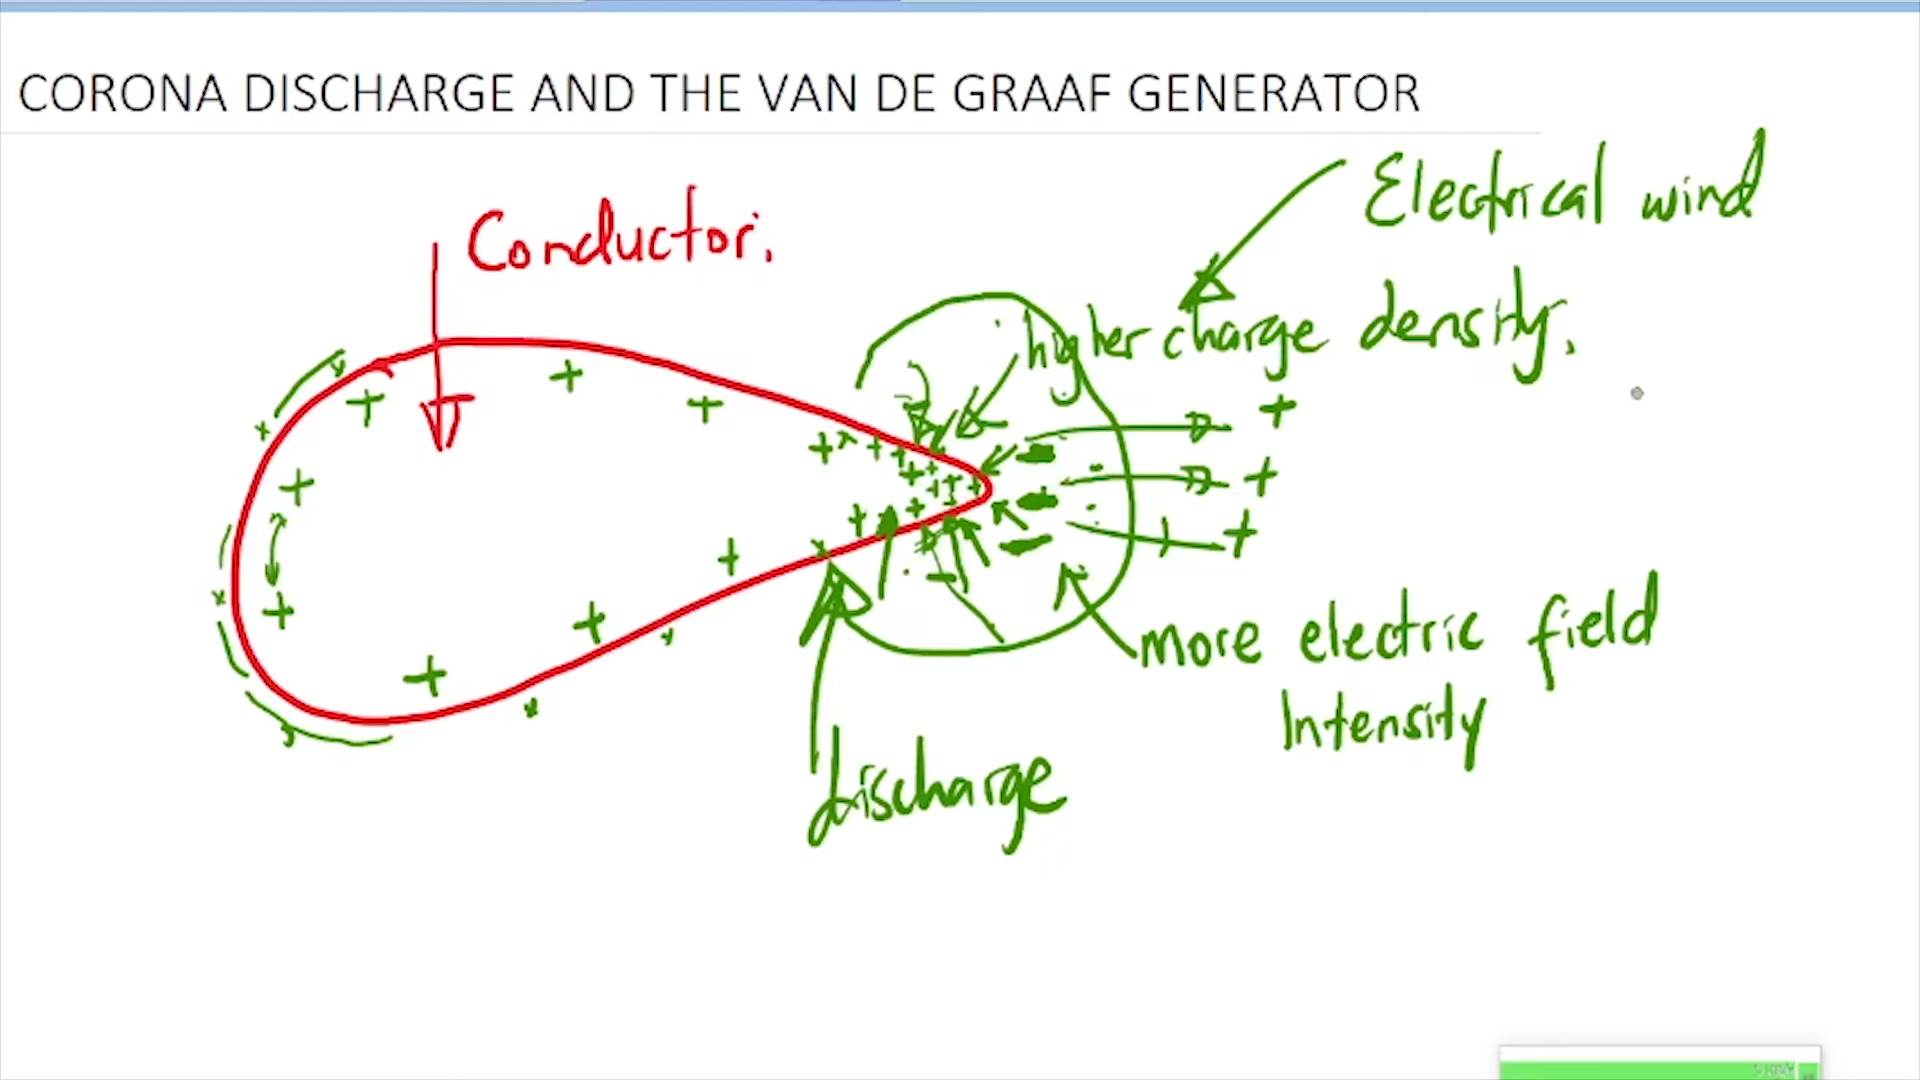 CORONA DISCHARGE AND THE VAN DE GRAAF GENERATOR
Electrical wind
Conductor.
higher charge density.
more electric field
Intensity
discharge